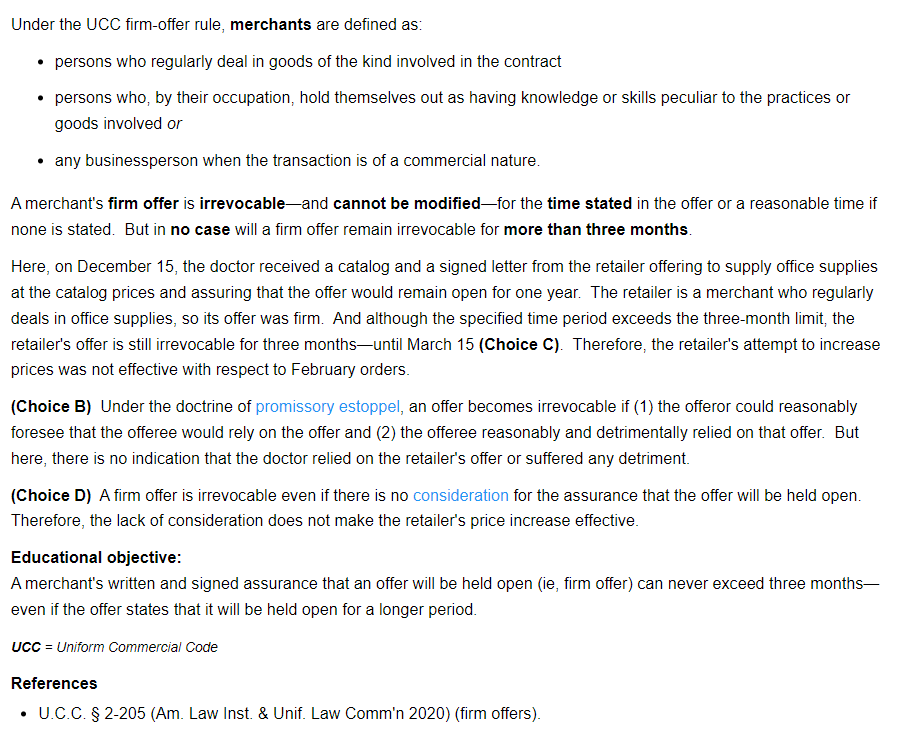 Under the UCC firm-offer rule, merchants are defined as:
• persons who regularly deal in goods of the kind involved in the contract
• persons who, by their occupation, hold themselves out as having knowledge or skills peculiar to the practices or
goods involved or
• any businessperson when the transaction is of a commercial nature.
A merchant's firm offer is irrevocable—and cannot be modified—for the time stated in the offer or a reasonable time if
none is stated.  But in no case will a firm offer remain irrevocable for more than three months.
Here, on December 15, the doctor received a catalog and a signed letter from the retailer offering to supply office supplies
at the catalog prices and assuring that the offer would remain open for one year.  The retailer is a merchant who regularly
deals in office supplies, so its offer was firm.  And although the specified time period exceeds the three-month limit, the
retailer's offer is still irrevocable for three months—until March 15 (Choice C).  Therefore, the retailer's attempt to increase
prices was not effective with respect to February orders.
(Choice B)  Under the doctrine of promissory estoppel, an offer becomes irrevocable if (1) the offeror could reasonably
foresee that the offeree would rely on the offer and (2) the offeree reasonably and detrimentally relied on that offer.  But
here, there is no indication that the doctor relied on the retailer's offer or suffered any detriment.
(Choice D)  A firm offer is irrevocable even if there is no consideration for the assurance that the offer will be held open.
Therefore, the lack of consideration does not make the retailer's price increase effective.
Educational objective:
A merchant's written and signed assurance that an offer will be held open (ie, firm offer) can never exceed three months—
even if the offer states that it will be held open for a longer period.
UCC = Uniform Commercial Code
References
• U.C.C. § 2-205 (Am. Law Inst. & Unif. Law Comm'n 2020) (firm offers).